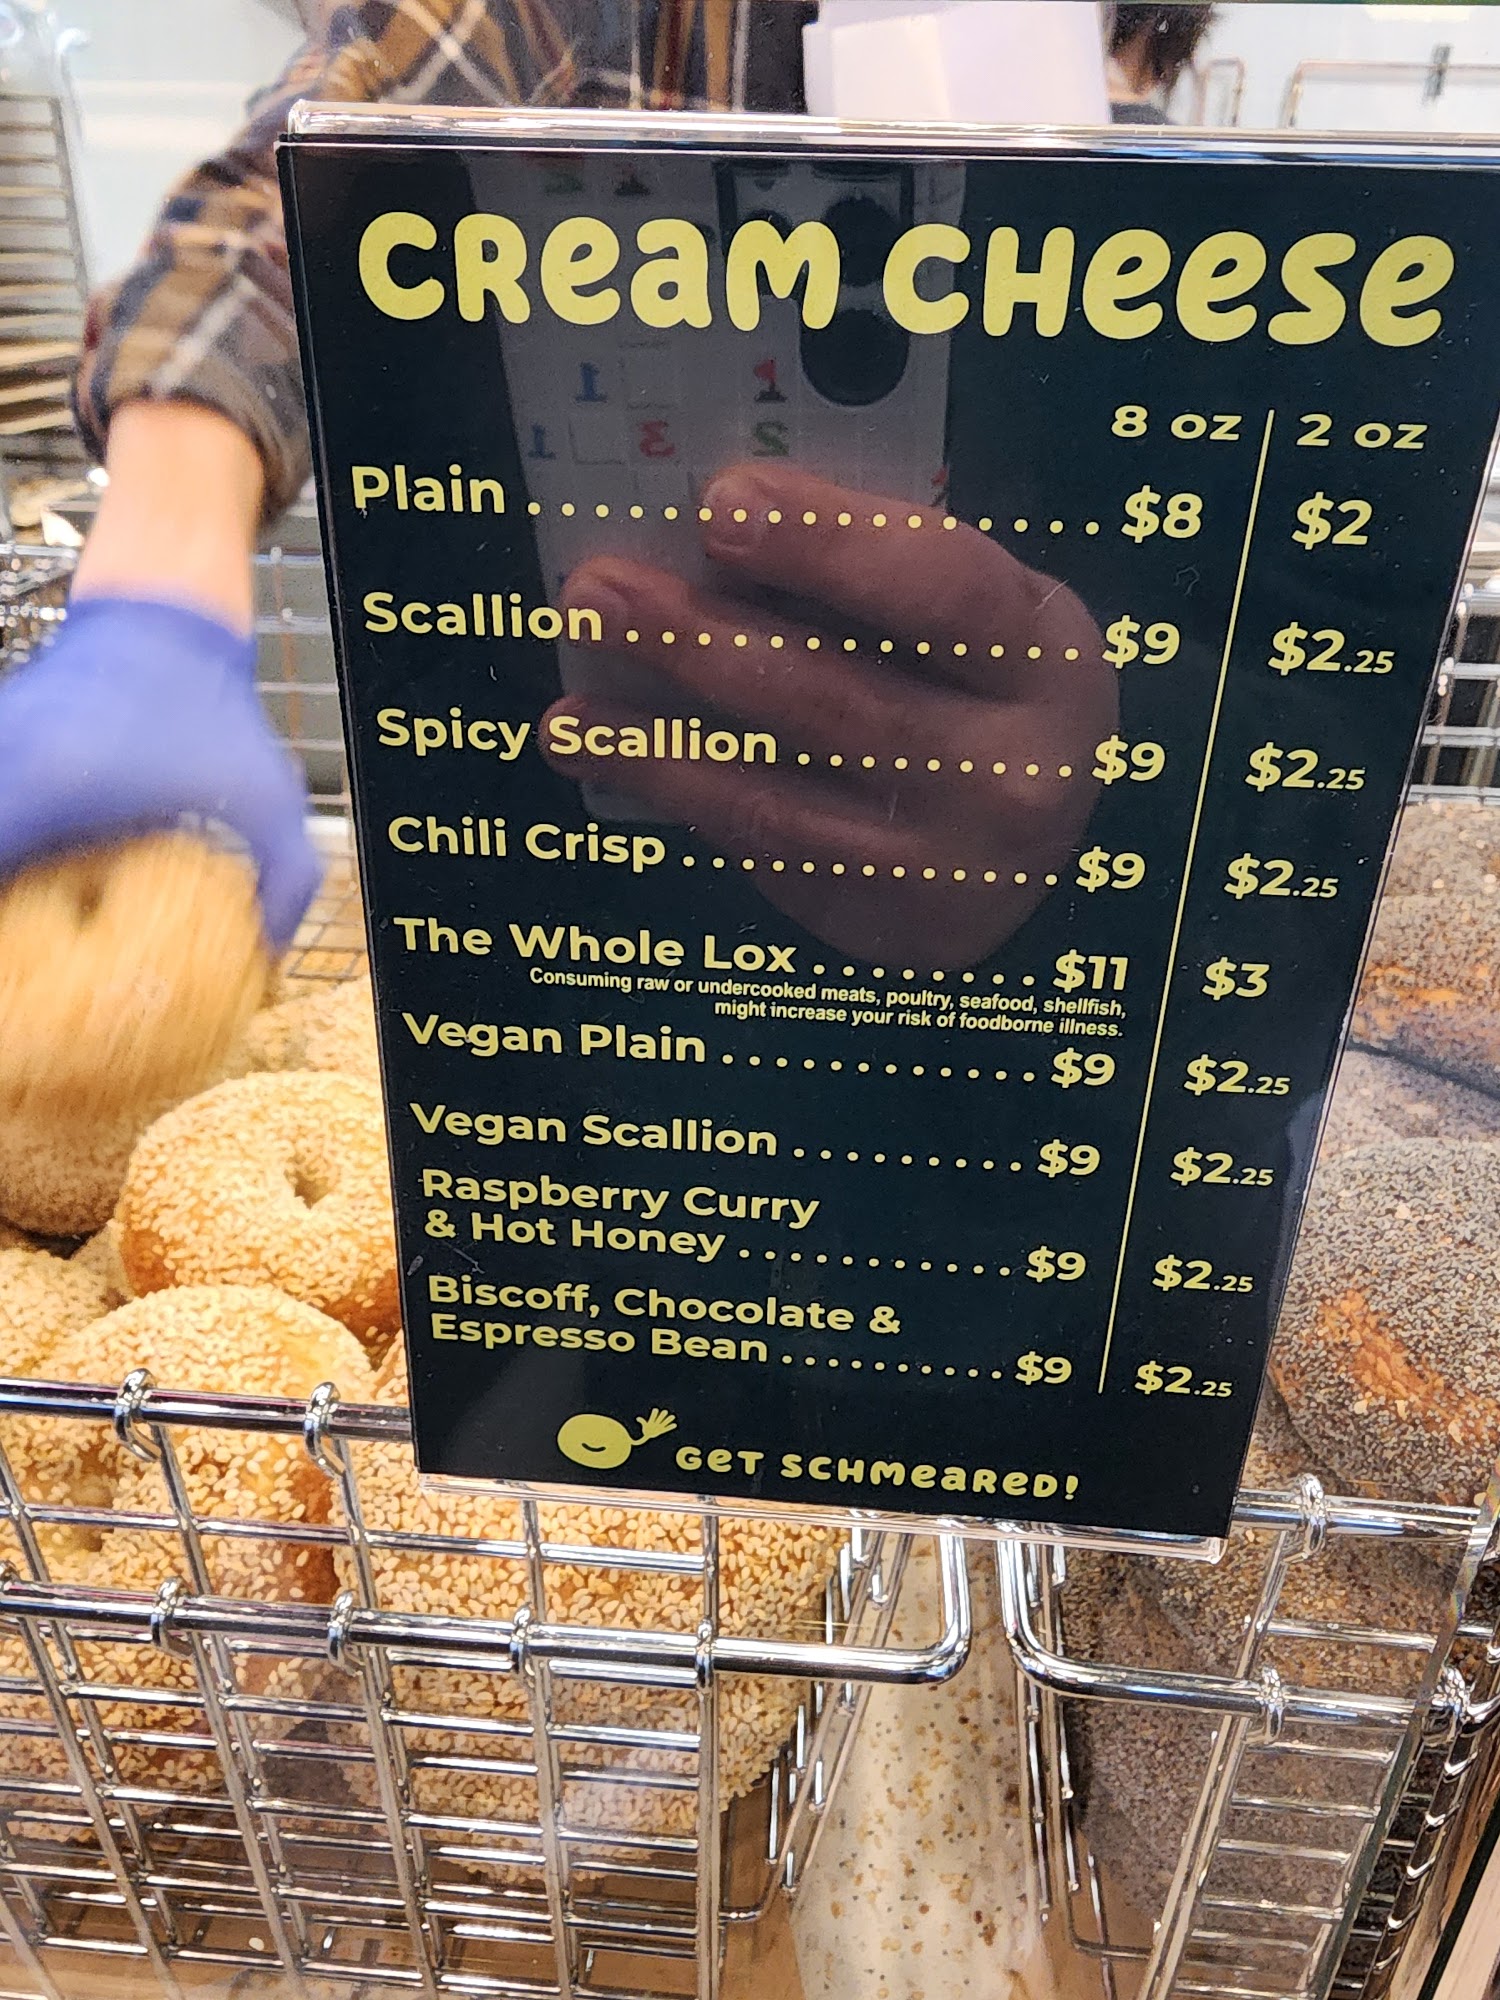 CREAM CHEESE
8 oz | 2 oz
Plain . . . . . . . . . . . . . . . . . $8 $2
Scallion . . . . . . . . . . . . . $9 $2.25
Spicy Scallion . . . . . . . . . $9 $2.25
Chili Crisp . . . . . . . . . . . . . $9 $2.25
The Whole Lox . . . . . . . . $11 $3
Consuming raw or undercooked meats, poultry, seafood, shellfish,
might increase your risk of foodborne illness.
Vegan Plain . . . . . . . . . . . . $9 $2.25
Vegan Scallion . . . . . . . . . $9 $2.25
Raspberry Curry
& Hot Honey . . . . . . . . . . . $9 $2.25
Biscoff, Chocolate &
Espresso Bean . . . . . . . . . . $9 $2.25
GET SCHMEARED!